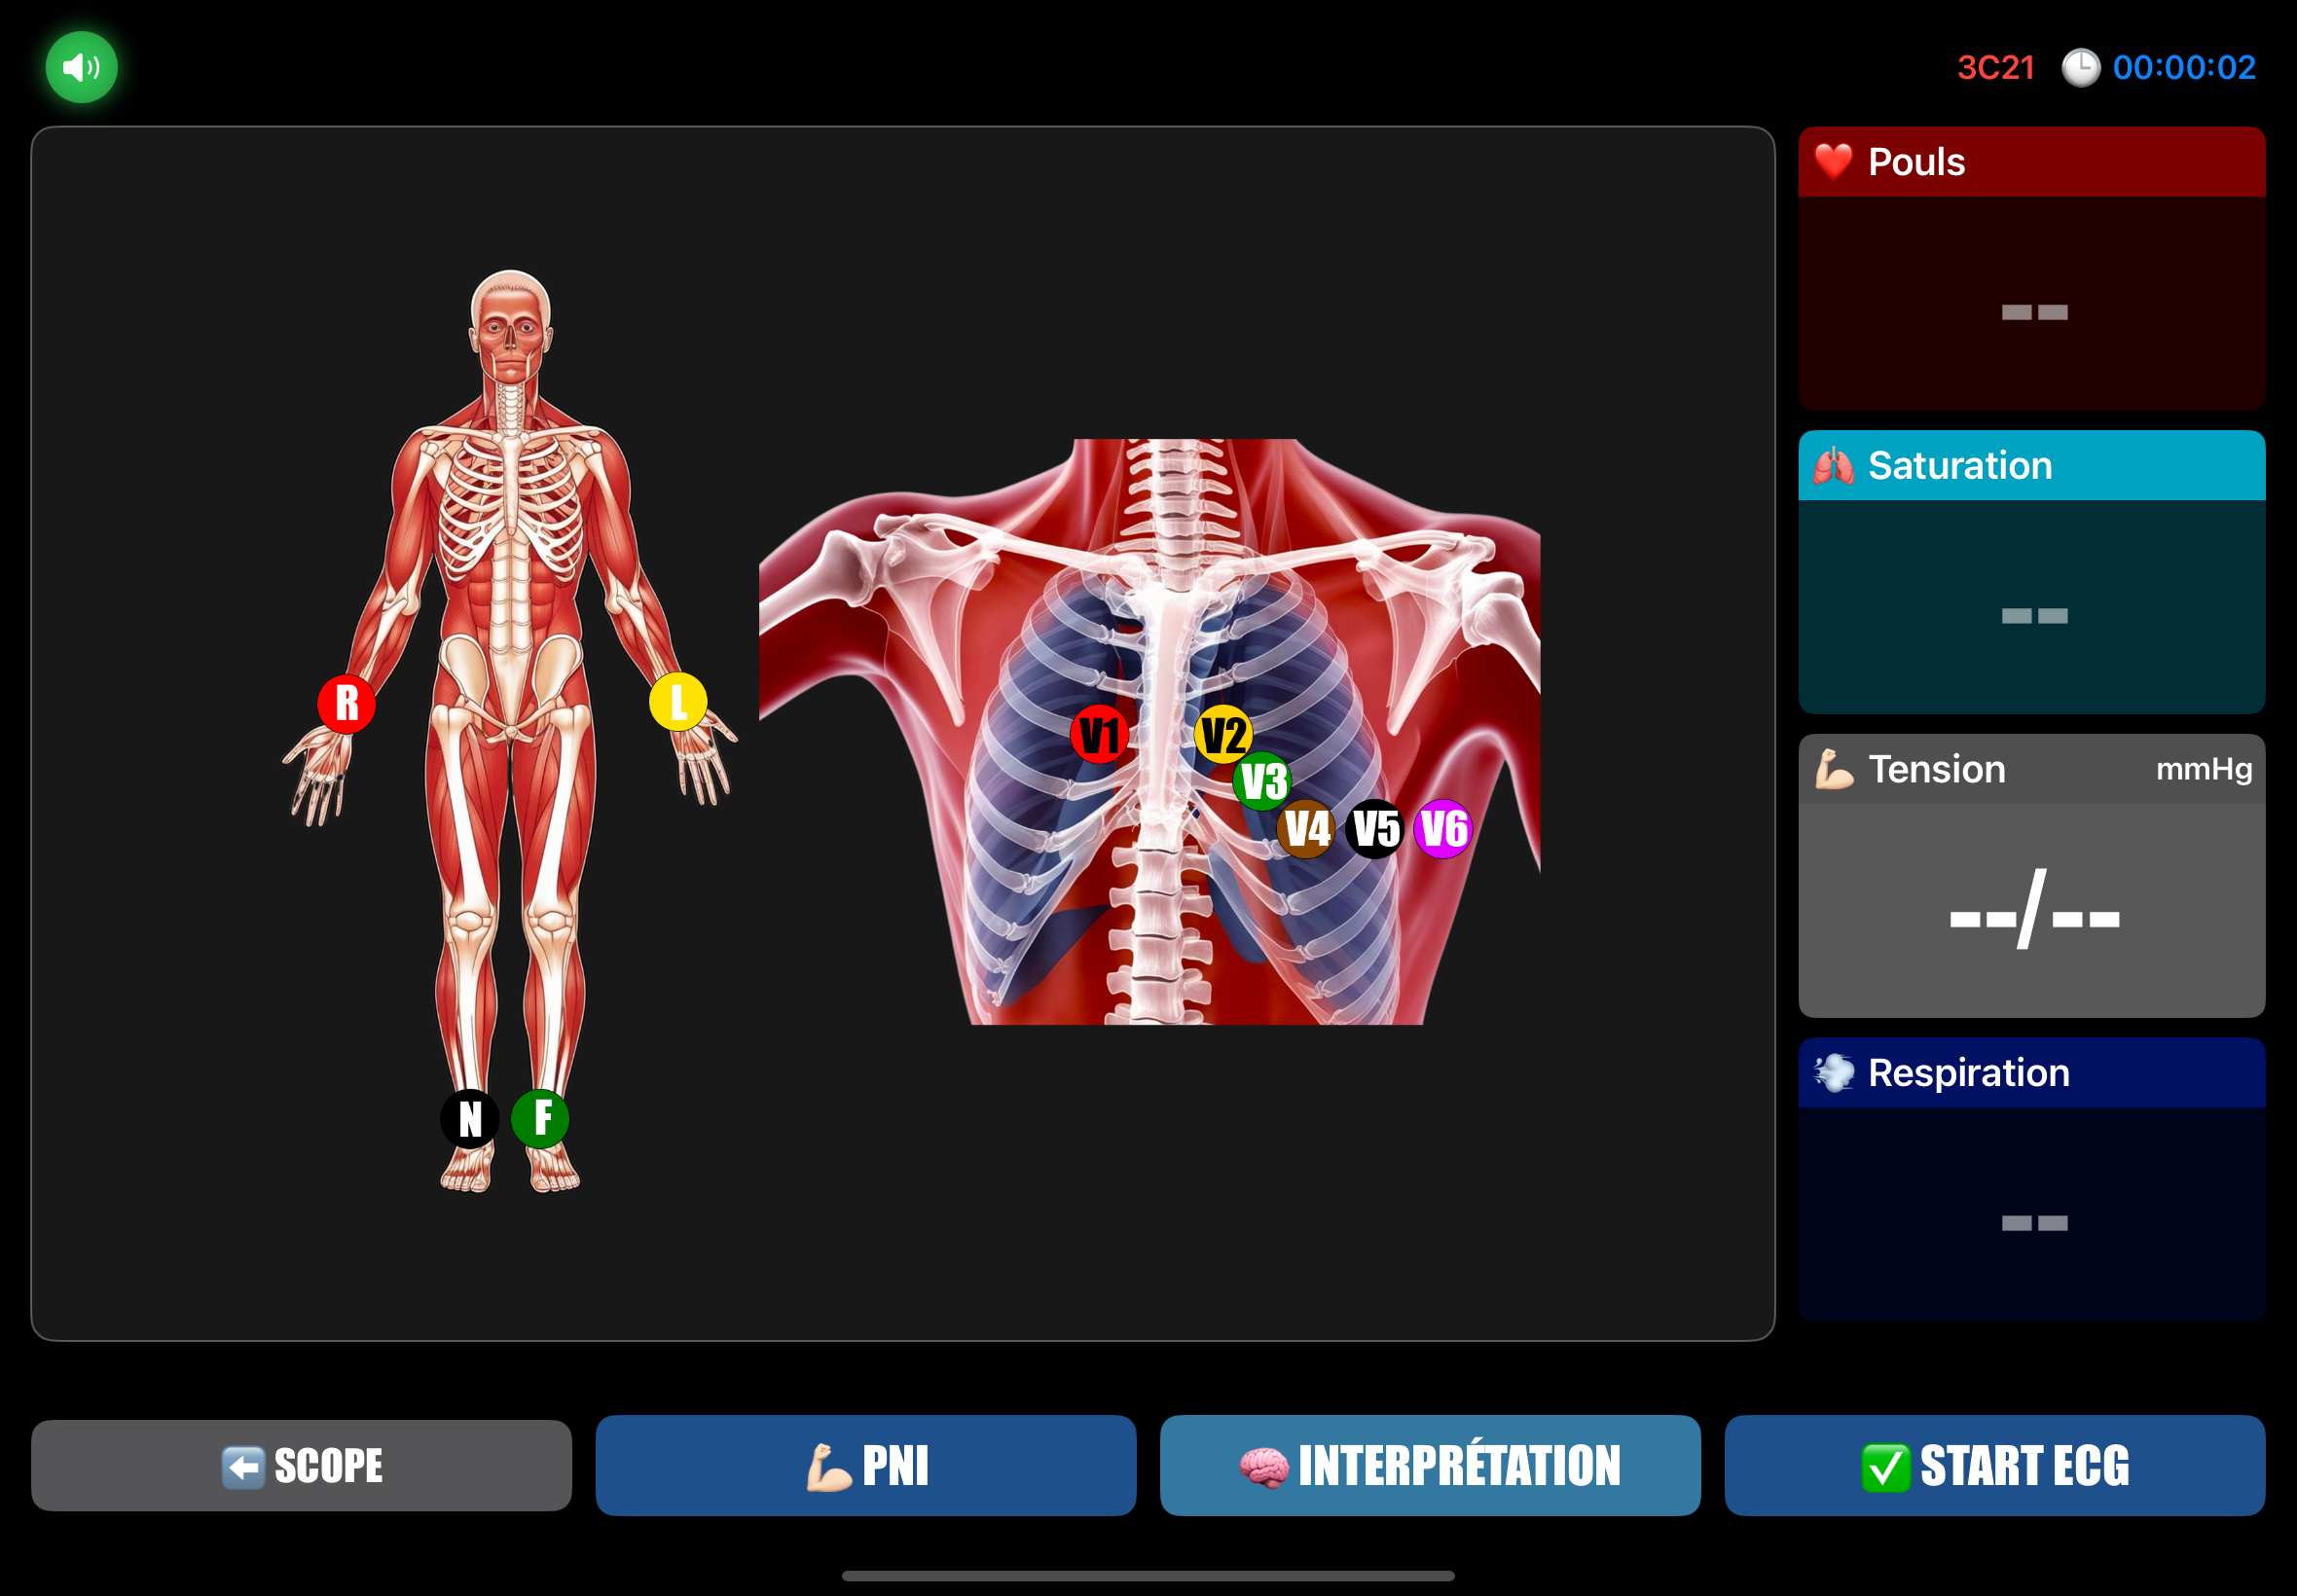 3C21 00:00:02
Pouls
--
Saturation
--
Tension mmHg
--/--
Respiration
--
R
L
N
F
V1
V2
V3
V4
V5
V6
SCOPE
PNI
INTERPRÉTATION
START ECG